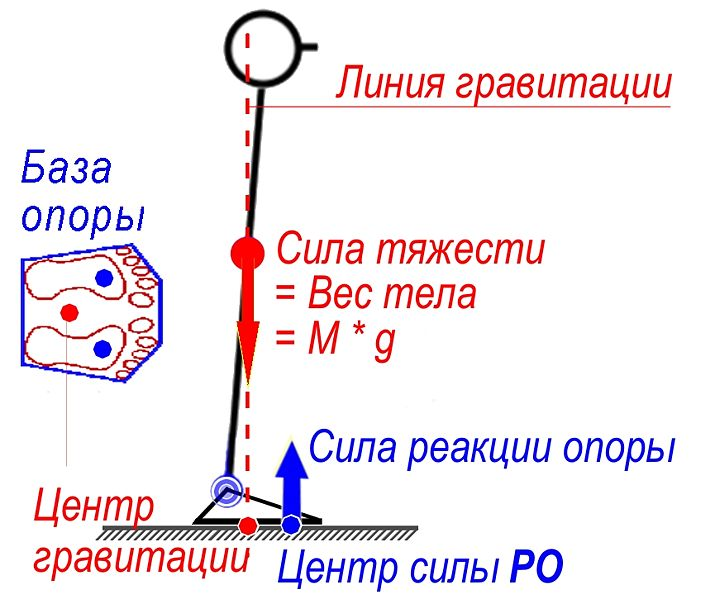 Линия гравитации
База
опоры
Сила тяжести
= Вес тела
= M * g
Сила реакции опоры
Центр
гравитации
Центр силы РО